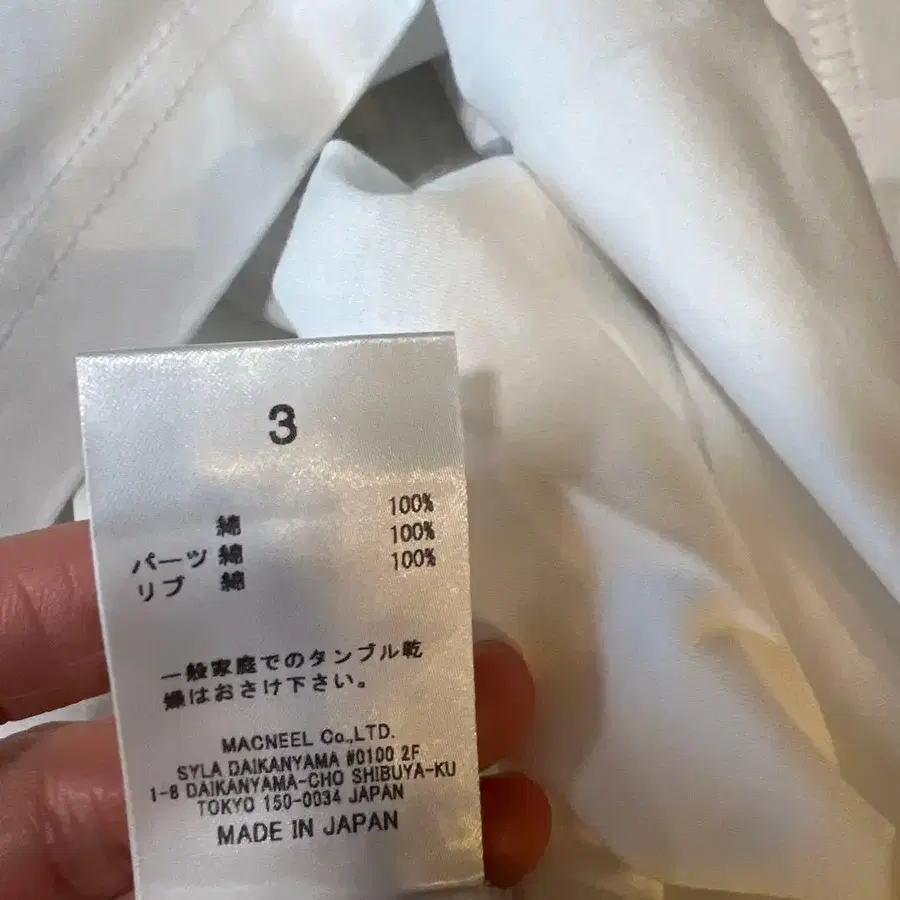 3
綿 100%
パーツ 綿 100%
リブ 綿 100%
一般家庭でのタンブル乾
燥はおさけ下さい。
MACNEEL Co.,LTD.
SYLA DAIKANYAMA #0100 2F
1-8 DAIKANYAMA-CHO SHIBUYA-KU
TOKYO 150-0034 JAPAN
MADE IN JAPAN